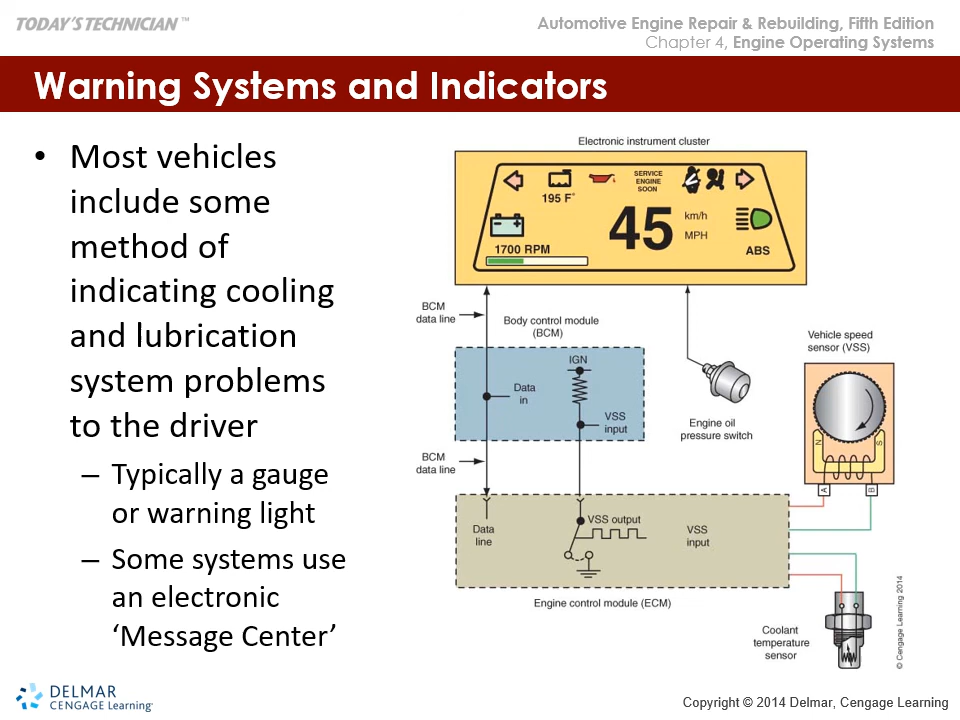 TODAY'S TECHNICIAN ™
Automotive Engine Repair & Rebuilding, Fifth Edition
Chapter 4, Engine Operating Systems
Warning Systems and Indicators
• Most vehicles
include some
method of
indicating cooling
and lubrication
system problems
to the driver
– Typically a gauge
or warning light
– Some systems use
an electronic
‘Message Center’
Electronic instrument cluster
SERVICE
ENGINE
SOON
195 F°
45
km/h
MPH
1700 RPM
ABS
BCM
data line
Body control module
(BCM)
IGN
Data
in
VSS
input
BCM
data line
Engine oil
pressure switch
Vehicle speed
sensor (VSS)
N
S
A
B
Data
line
VSS output
VSS
input
Engine control module (ECM)
Coolant
temperature
sensor
© Cengage Learning 2014
DELMAR
CENGAGE Learning
Copyright © 2014 Delmar, Cengage Learning